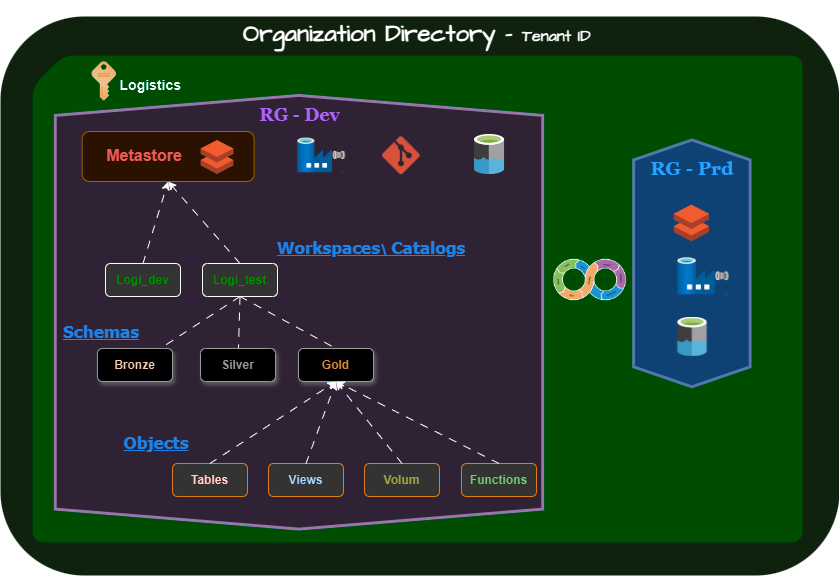 Organization Directory - Tenant ID
Logistics
RG - Dev
Metastore
RG - Prd
Workspaces\ Catalogs
Logi_dev
Logi_test
Schemas
Bronze
Silver
Gold
Objects
Tables
Views
Volum
Functions